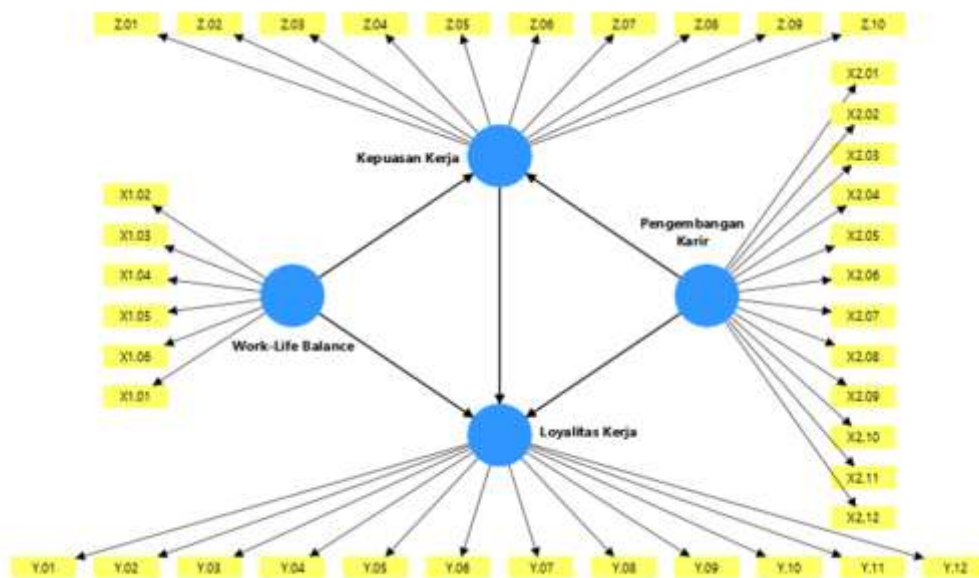 Z.01 Z.02 Z.03 Z.04 Z.05 Z.06 Z.07 Z.08 Z.09 Z.10
X2.01
X2.02
X2.03
X2.04
X2.05
X2.06
X2.07
X2.08
X2.09
X2.10
X2.11
X2.12
Kepuasan Kerja
Pengembangan
Karir
X1.02
X1.03
X1.04
X1.05
X1.06
X1.01
Work-Life Balance
Loyalitas Kerja
Y.01 Y.02 Y.03 Y.04 Y.05 Y.06 Y.07 Y.08 Y.09 Y.10 Y.11 Y.12